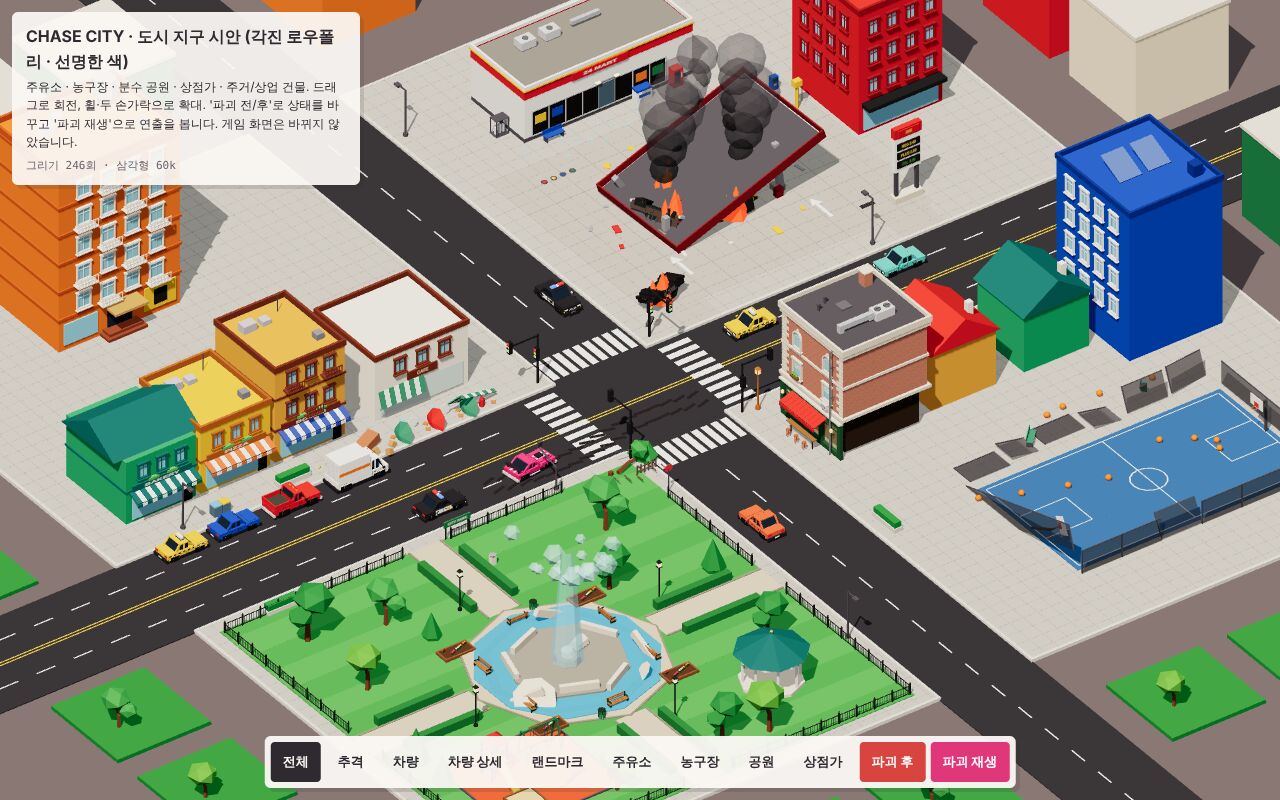 CHASE CITY · 도시 지구 시안 (각진 로우폴
리 · 선명한 색)
주유소 · 농구장 · 분수 공원 · 상점가 · 주거/상업 건물. 드래
그로 회전, 휠·두 손가락으로 확대. '파괴 전/후'로 상태를 바
꾸고 '파괴 재생'으로 연출을 봅니다. 게임 화면은 바뀌지 않
았습니다.
그리기 246회 · 삼각형 60k
24 MART
CAFE
전체 추격 차량 차량 상세 랜드마크 주유소 농구장 공원 상점가 파괴 후 파괴 재생